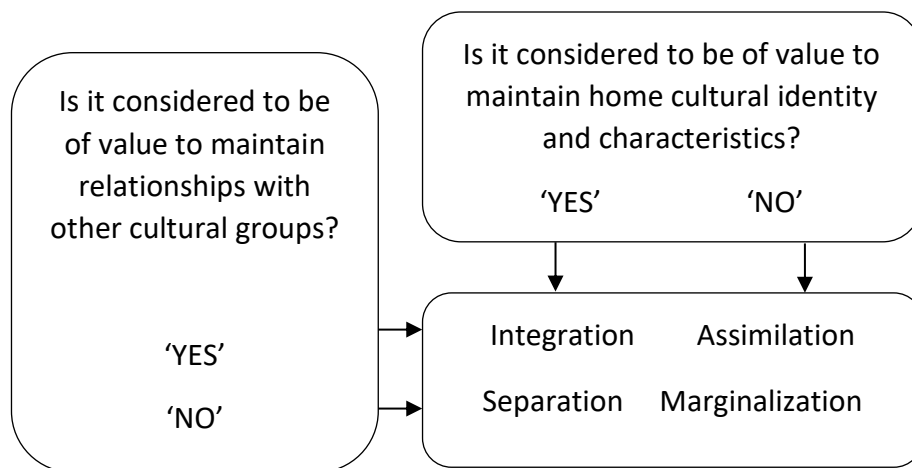 Is it considered to be
of value to maintain
relationships with
other cultural groups?
‘YES’
‘NO’
Is it considered to be of value to
maintain home cultural identity
and characteristics?
‘YES’ ‘NO’
Integration Assimilation
Separation Marginalization